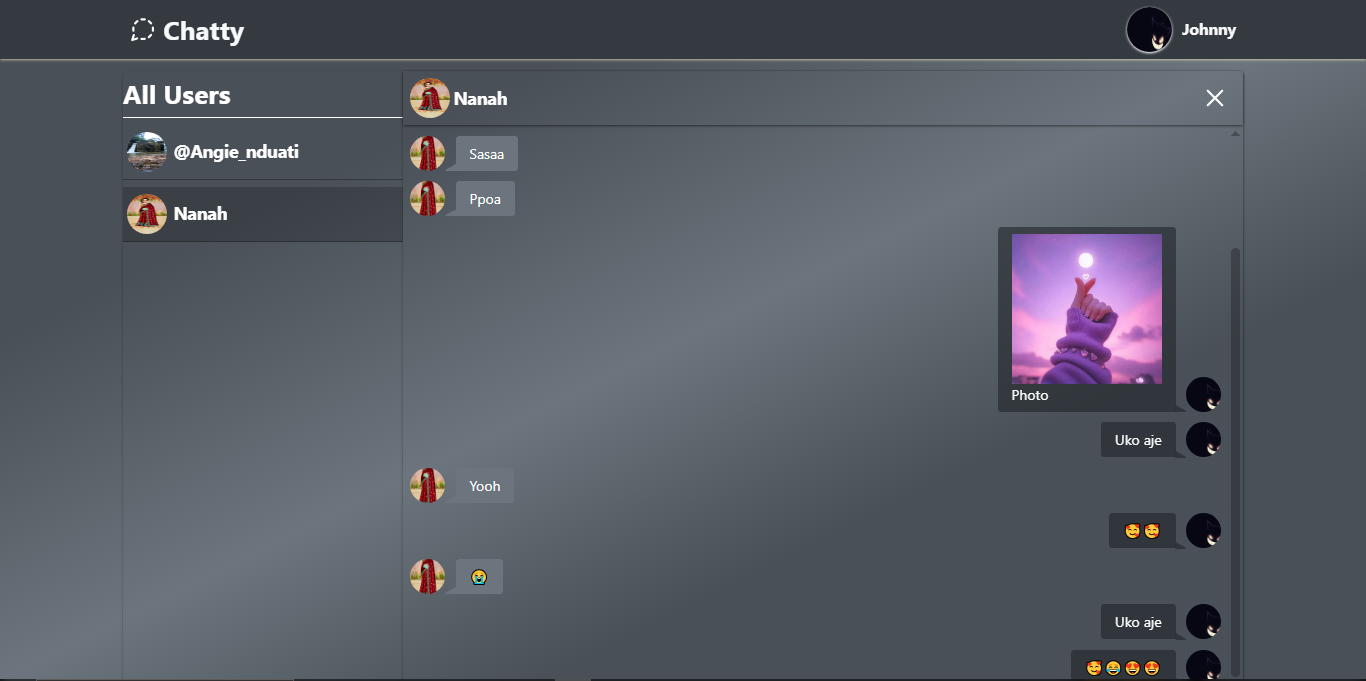 Chatty
Johnny
All Users
@Angie_nduati
Nanah
Nanah
Sasaa
Ppoa
Photo
Uko aje
Yooh
🥰🥰
😭
Uko aje
🥰😂😍😍